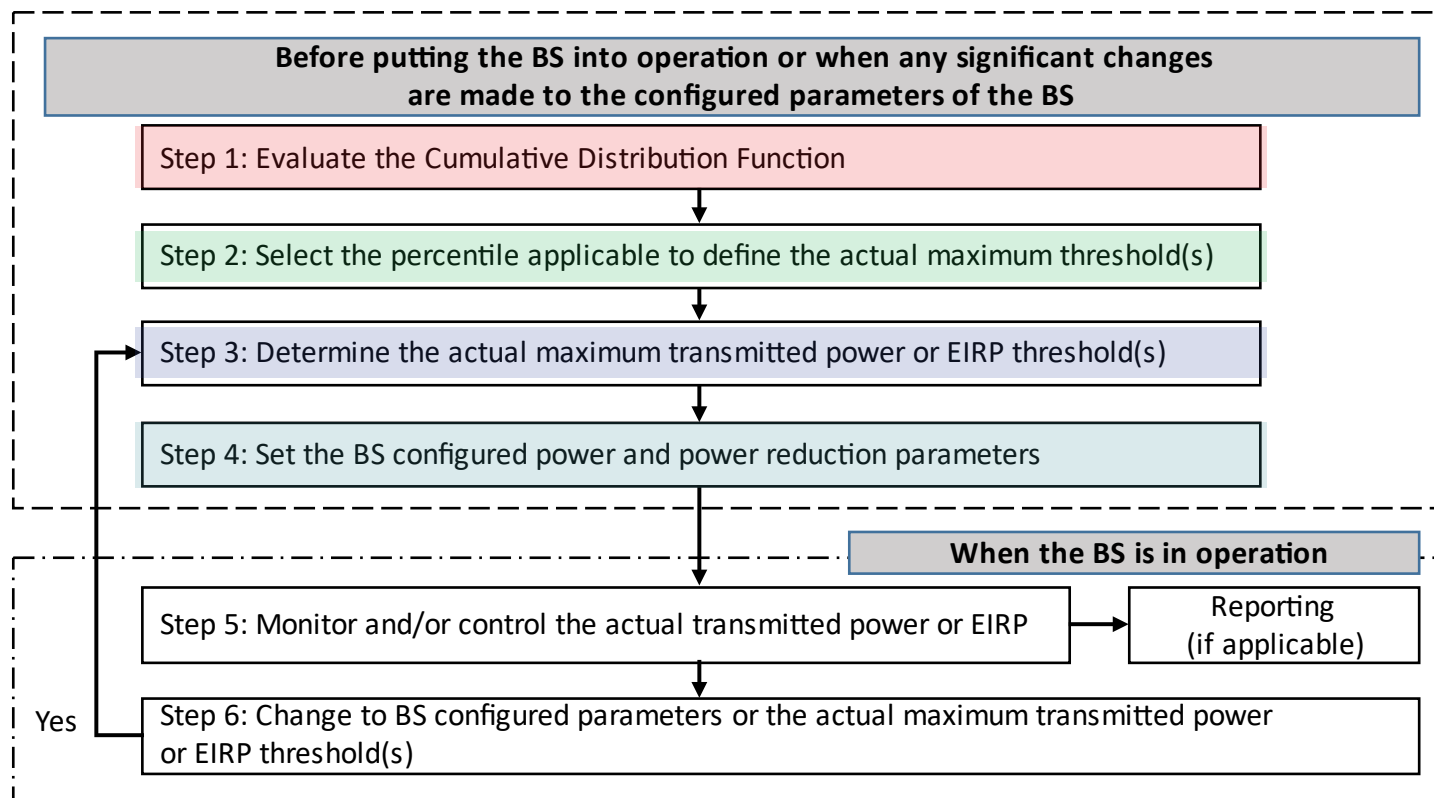 Before putting the BS into operation or when any significant changes
are made to the configured parameters of the BS
Step 1: Evaluate the Cumulative Distribution Function
Step 2: Select the percentile applicable to define the actual maximum threshold(s)
Step 3: Determine the actual maximum transmitted power or EIRP threshold(s)
Step 4: Set the BS configured power and power reduction parameters
When the BS is in operation
Step 5: Monitor and/or control the actual transmitted power or EIRP
Reporting
(if applicable)
Yes
Step 6: Change to BS configured parameters or the actual maximum transmitted power
or EIRP threshold(s)